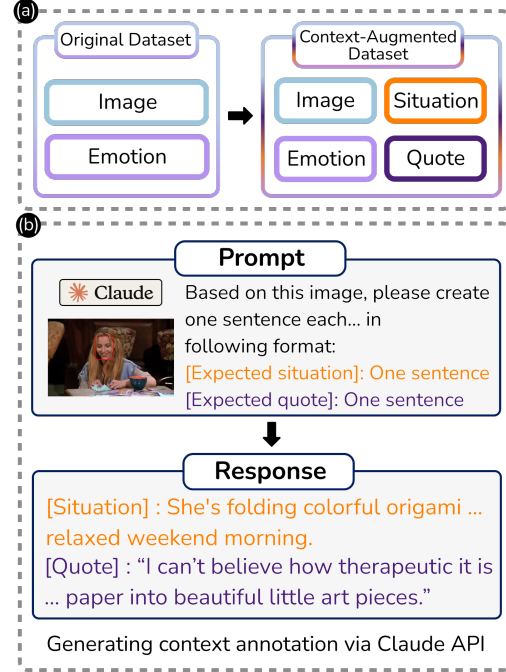 (a)
Original Dataset
Image
Emotion
Context-Augmented
Dataset
Image
Situation
Emotion
Quote
(b)
Prompt
Claude
Based on this image, please create
one sentence each... in
following format:
[Expected situation]: One sentence
[Expected quote]: One sentence
Response
[Situation] : She's folding colorful origami ...
relaxed weekend morning.
[Quote] : “I can’t believe how therapeutic it is
... paper into beautiful little art pieces.”
Generating context annotation via Claude API